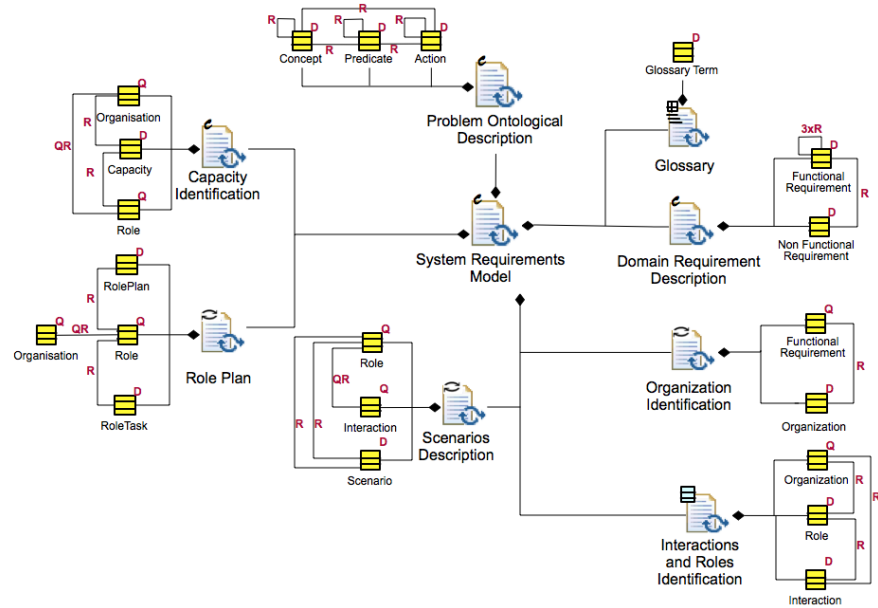 R
R
D
R
D
R
D
R
R
Concept
Predicate
Action
Problem Ontological
Description
D
Glossary Term
Glossary
Q
Organisation
R
QR
D
Capacity
R
Q
Role
Capacity
Identification
3xR
D
Functional
Requirement
R
D
Non Functional
Requirement
System Requirements
Model
Domain Requirement
Description
D
RolePlan
R
Q
QR
Q
Organisation
Role
R
D
RoleTask
Role Plan
Q
Role
QR
Q
Interaction
R
R
D
Scenario
Scenarios
Description
Q
Functional
Requirement
R
D
Organization
Organization
Identification
Q
Organization
R
R
D
Role
R
D
Interaction
Interactions
and Roles
Identification